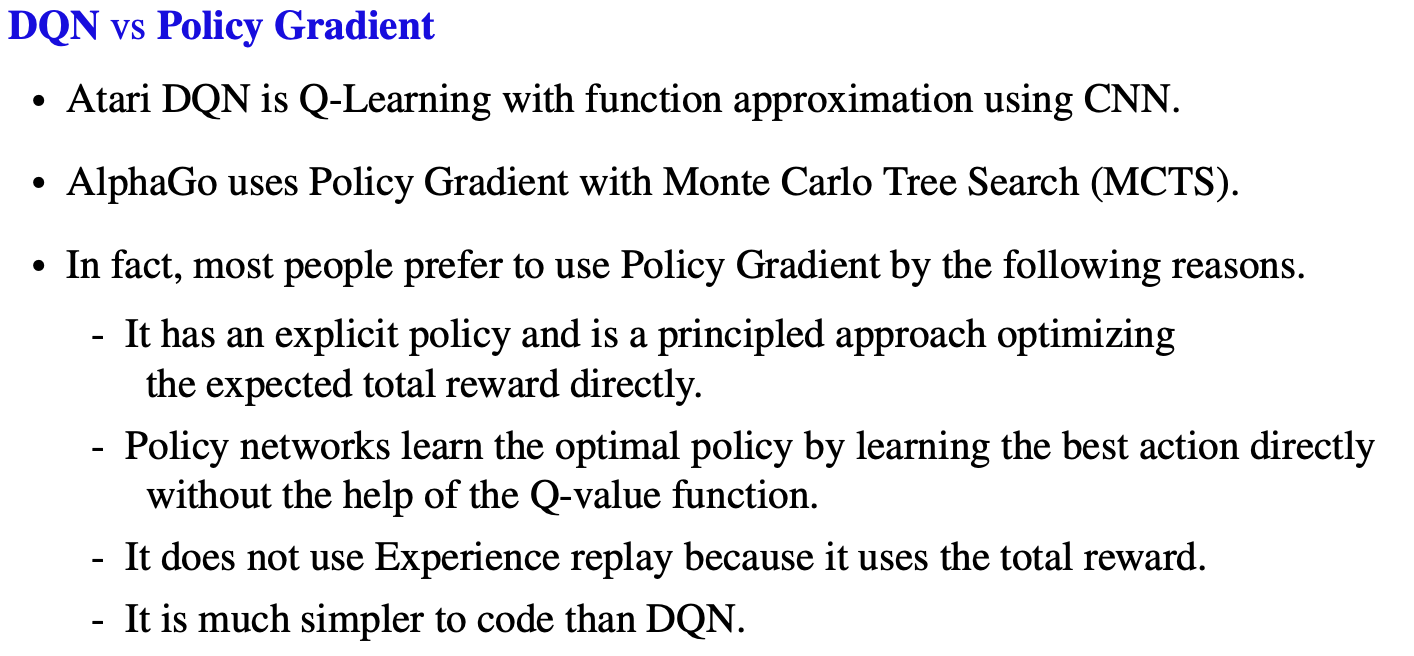 DQN vs Policy Gradient
• Atari DQN is Q-Learning with function approximation using CNN.
• AlphaGo uses Policy Gradient with Monte Carlo Tree Search (MCTS).
• In fact, most people prefer to use Policy Gradient by the following reasons.
- It has an explicit policy and is a principled approach optimizing
the expected total reward directly.
- Policy networks learn the optimal policy by learning the best action directly
without the help of the Q-value function.
- It does not use Experience replay because it uses the total reward.
- It is much simpler to code than DQN.